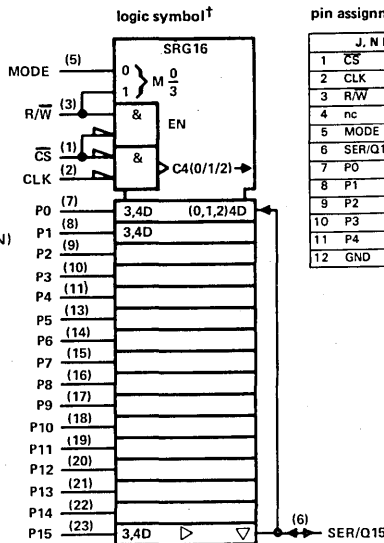 logic symbol†
SRG16
MODE (5)
0
1
} M 0/3
R/W̅ (3)
&
EN
C̅S̅ (1)
&
CLK (2)
C4(0/1/2)→
P0 (7) 3,4D (0,1,2)4D
N) P1 (8) 3,4D
P2 (9)
P3 (10)
P4 (11)
P5 (13)
P6 (14)
P7 (15)
P8 (16)
P9 (17)
P10 (18)
P11 (19)
P12 (20)
P13 (21)
P14 (22)
P15 (23) 3,4D ▷ ▽ (6) SER/Q15
pin assignm
J, N
1 C̅S̅
2 CLK
3 R/W̅
4 nc
5 MODE
6 SER/Q1
7 P0
8 P1
9 P2
10 P3
11 P4
12 GND